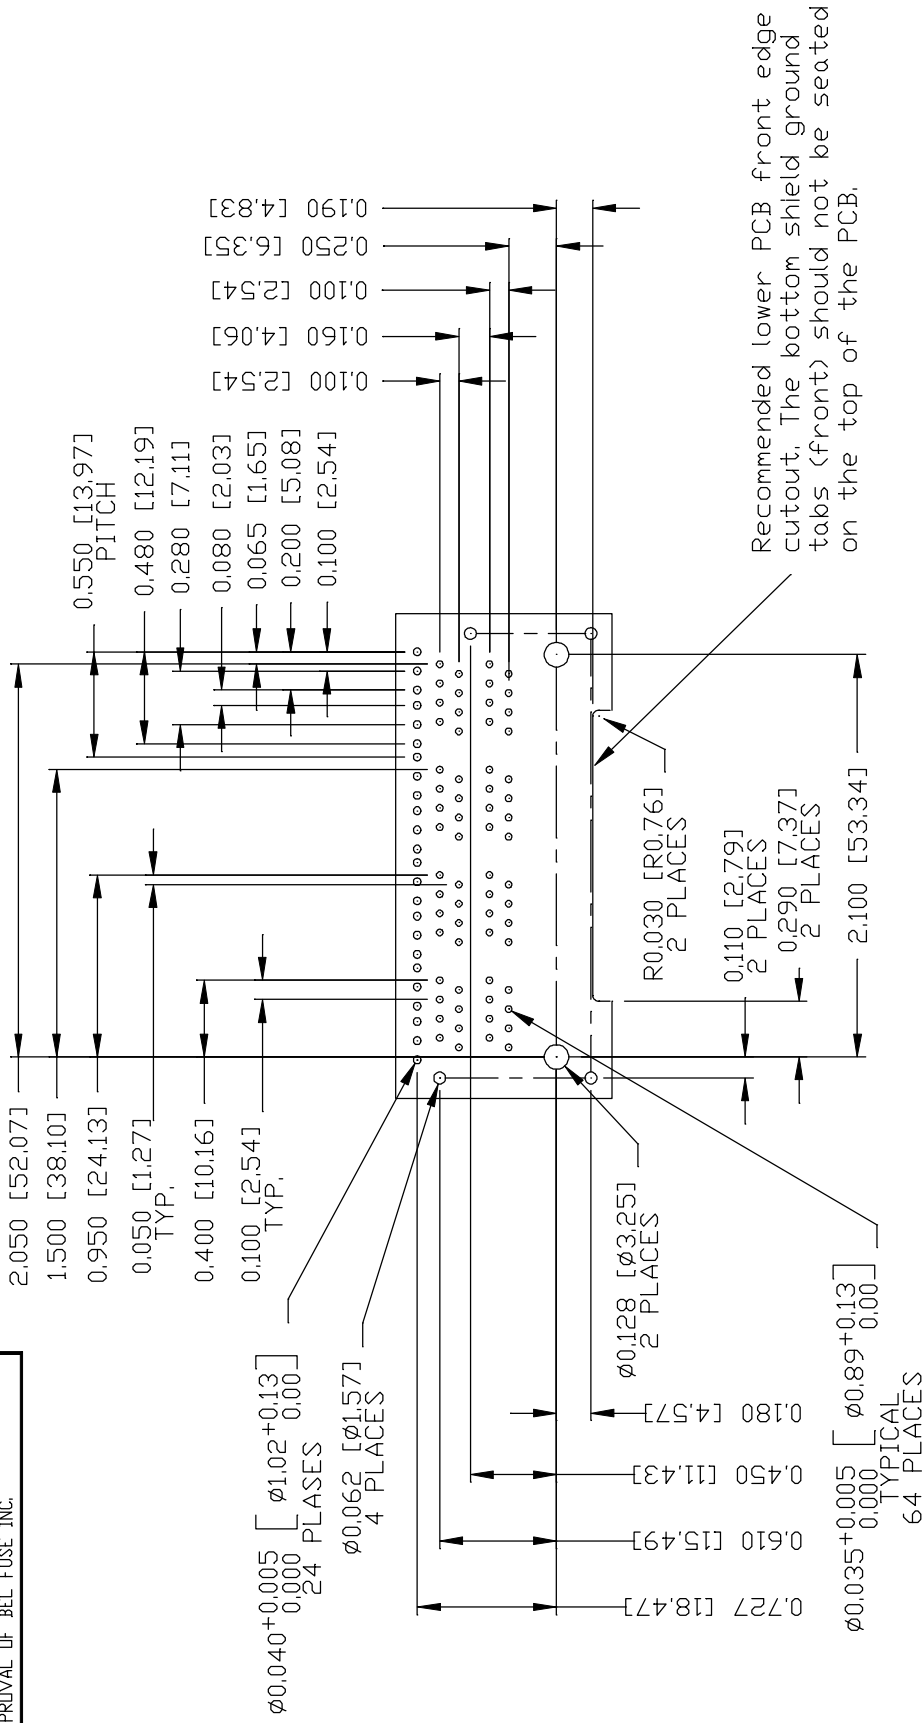 PROVAL OF BEL FUSE INC.
2.050 [52.07]
1.500 [38.10]
0.950 [24.13]
0.050 [1.27]
TYP.
0.400 [10.16]
0.100 [2.54]
TYP.
0.550 [13.97]
PITCH
0.480 [12.19]
0.280 [7.11]
0.080 [2.03]
0.065 [1.65]
0.200 [5.08]
0.100 [2.54]
0.100 [2.54]
0.160 [4.06]
0.100 [2.54]
0.250 [6.35]
0.190 [4.83]
Recommended lower PCB front edge
cutout. The bottom shield ground
tabs (front) should not be seated
on the top of the PCB.
R0.030 [R0.76]
2 PLACES
0.110 [2.79]
2 PLACES
0.290 [7.37]
2 PLACES
2.100 [53.34]
ø0.040 +0.005 0.000 [ø1.02 +0.13 0.00]
24 PLASES
ø0.062 [ø1.57]
4 PLACES
ø0.128 [ø3.25]
2 PLACES
ø0.035 +0.005 0.000 [ø0.89 +0.13 0.00]
TYPICAL
64 PLACES
0.180 [4.57]
0.450 [11.43]
0.610 [15.49]
0.727 [18.47]